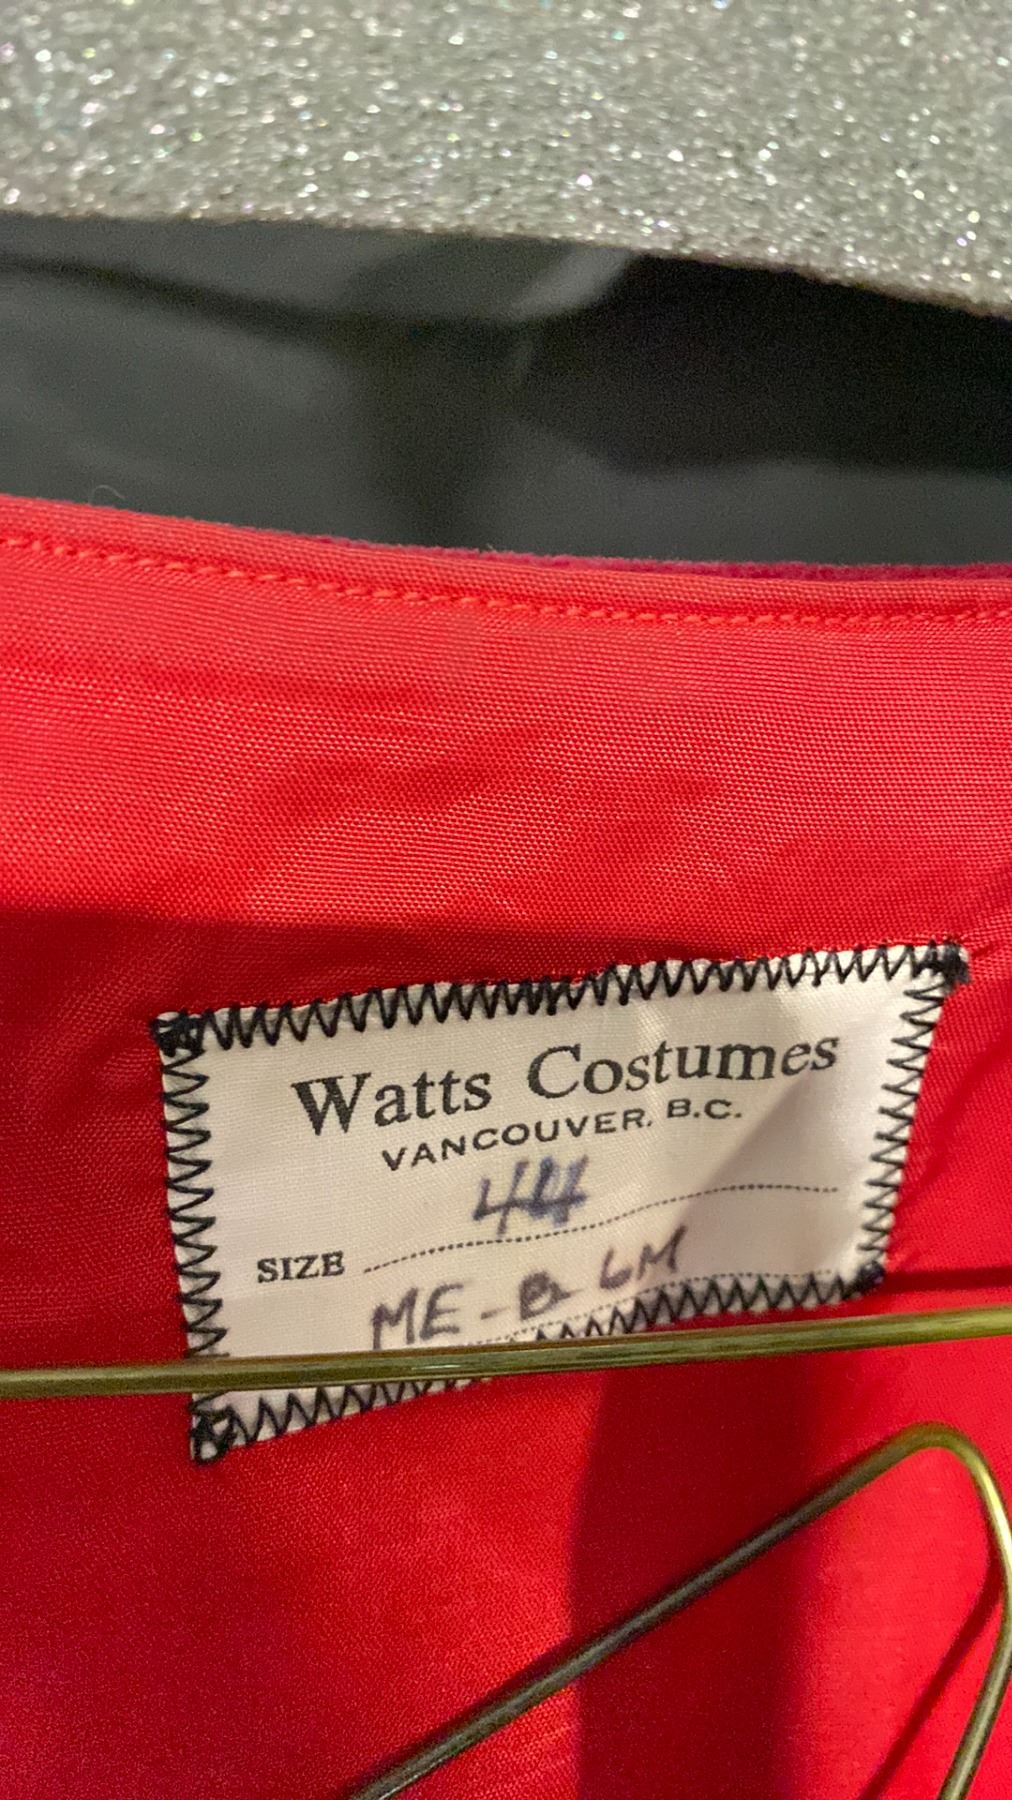 Watts Costumes
VANCOUVER, B.C.
44
SIZE
ME - B- 6M